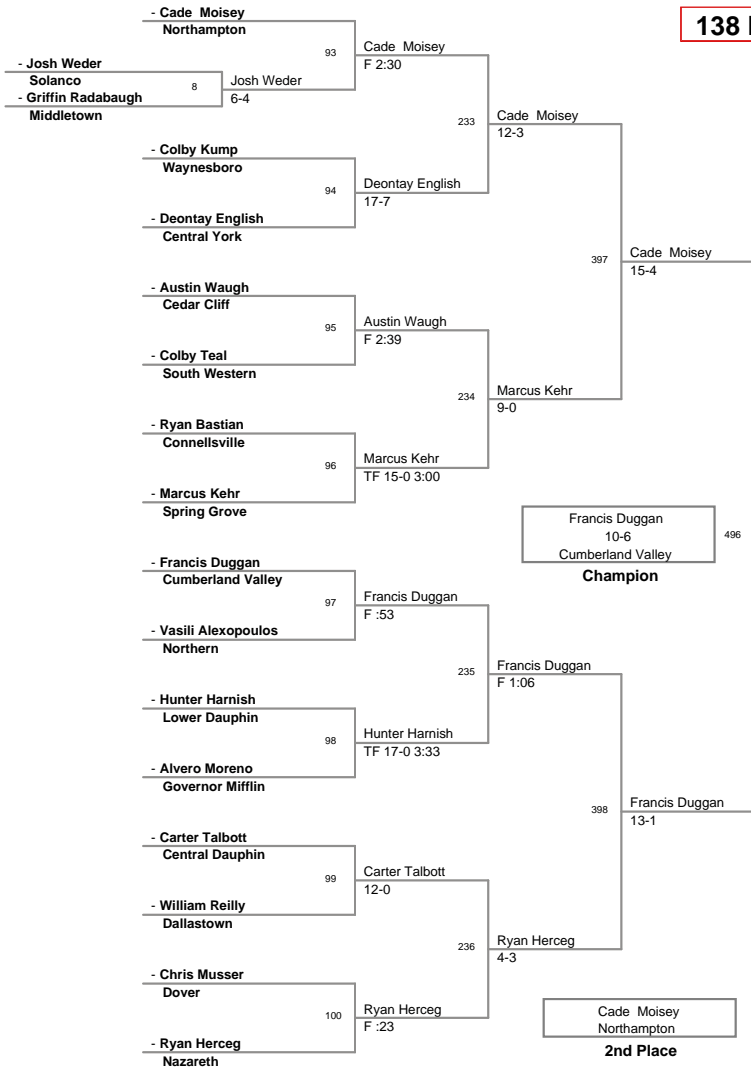 138
- Cade  Moisey
Northampton
93
Cade  Moisey
F 2:30
- Josh Weder
Solanco
8
Josh Weder
6-4
- Griffin Radabaugh
Middletown
233
Cade  Moisey
12-3
- Colby Kump
Waynesboro
94
Deontay English
17-7
- Deontay English
Central York
397
Cade  Moisey
15-4
- Austin Waugh
Cedar Cliff
95
Austin Waugh
F 2:39
- Colby Teal
South Western
234
Marcus Kehr
9-0
- Ryan Bastian
Connellsville
96
Marcus Kehr
TF 15-0 3:00
- Marcus Kehr
Spring Grove
Francis Duggan
10-6
Cumberland Valley
496
Champion
- Francis Duggan
Cumberland Valley
97
Francis Duggan
F :53
- Vasili Alexopoulos
Northern
235
Francis Duggan
F 1:06
- Hunter Harnish
Lower Dauphin
98
Hunter Harnish
TF 17-0 3:33
- Alvero Moreno
Governor Mifflin
398
Francis Duggan
13-1
- Carter Talbott
Central Dauphin
99
Carter Talbott
12-0
- William Reilly
Dallastown
236
Ryan Herceg
4-3
- Chris Musser
Dover
100
Ryan Herceg
F :23
- Ryan Herceg
Nazareth
Cade  Moisey
Northampton
2nd Place